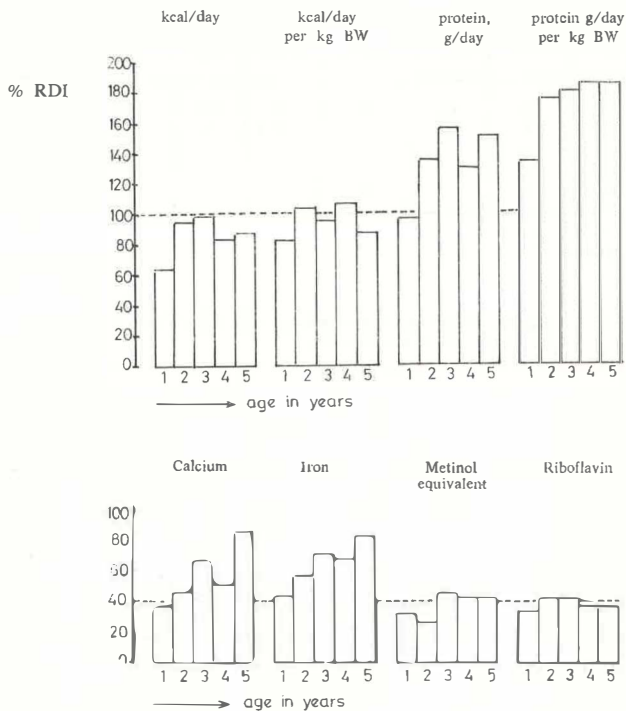 kcal/day kcal/day per kg BW protein, g/day protein g/day per kg BW
% RDI
200
180
160
140
120
100
80
60
40
20
0
1 2 3 4 5 1 2 3 4 5 1 2 3 4 5 1 2 3 4 5
age in years
Calcium Iron Metinol equivalent Riboflavin
100
80
60
40
20
0
1 2 3 4 5 1 2 3 4 5 1 2 3 4 5 1 2 3 4 5
age in years